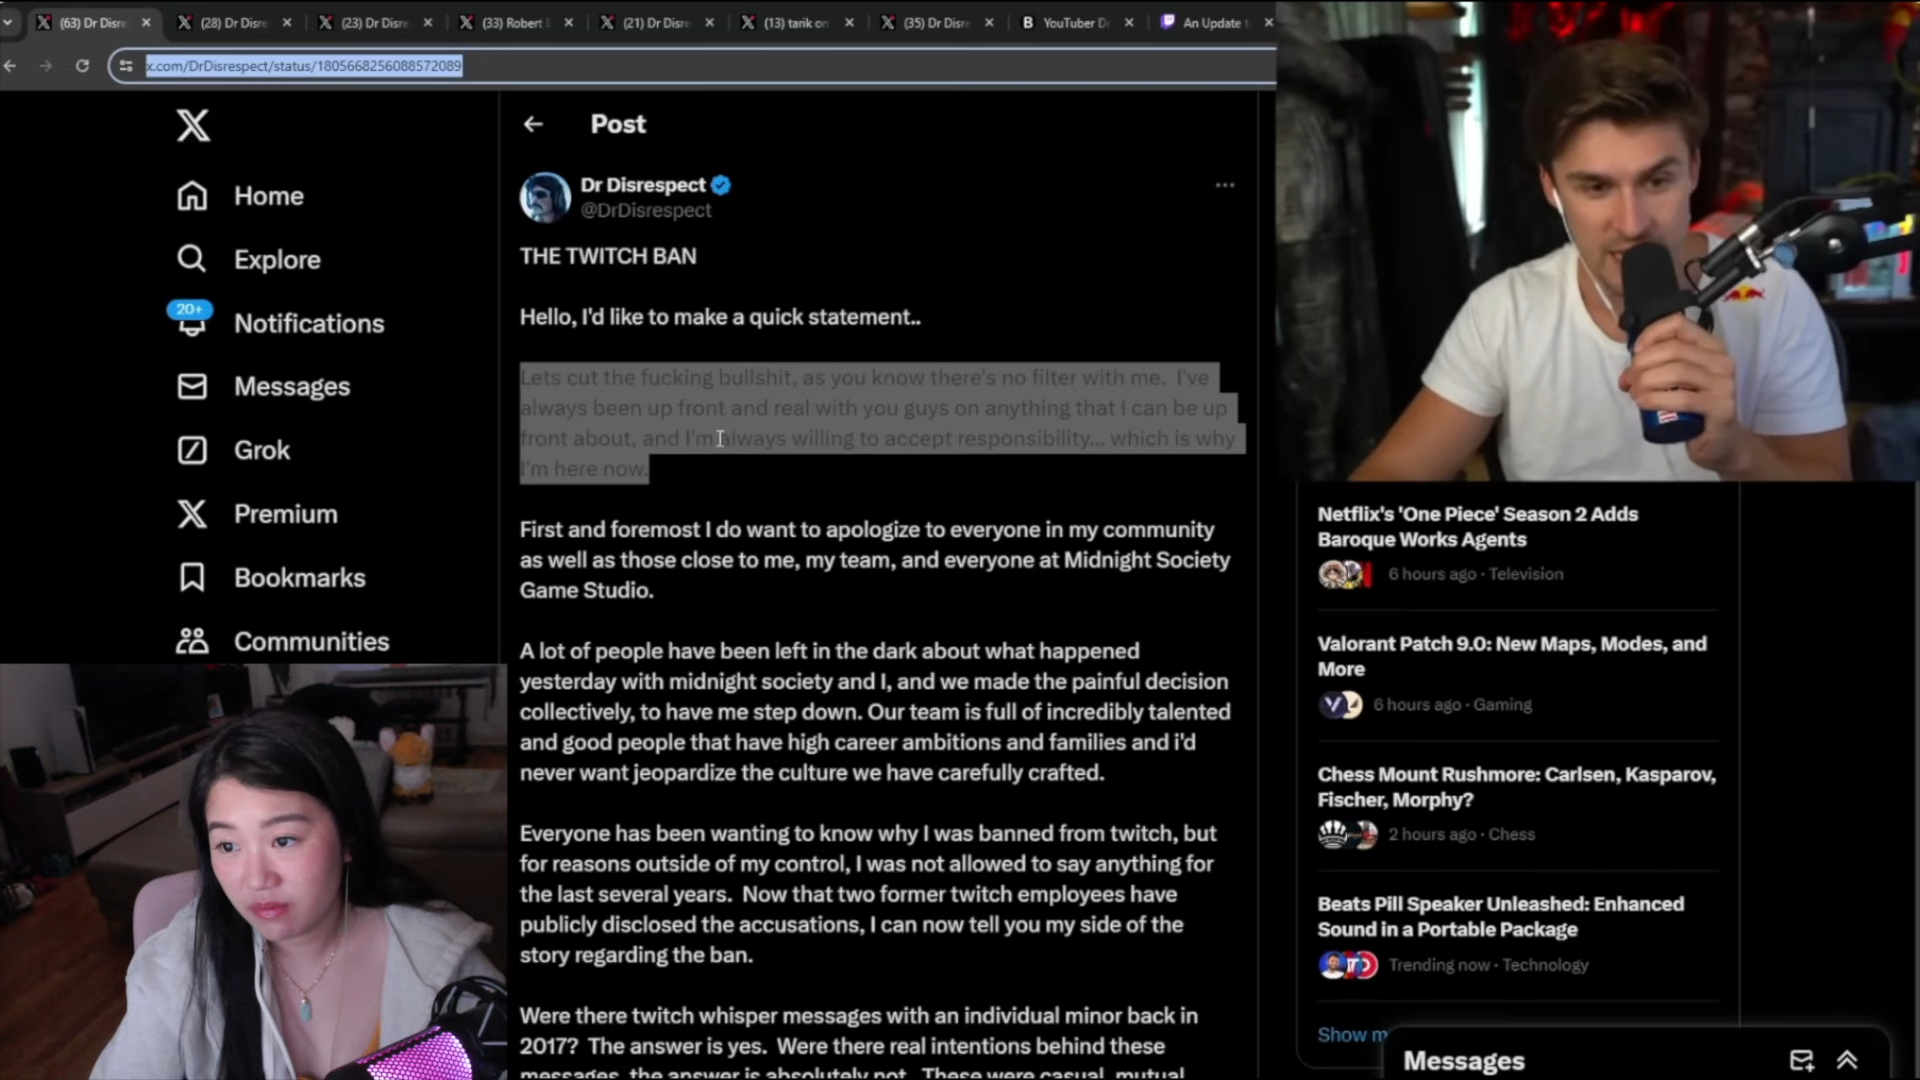 (63) Dr Disre
(28) Dr Disre
(23) Dr Disre
(33) Robert
(21) Dr Disre
(13) tarik on
(35) Dr Disre
B YouTuber D
An Update t
x.com/DrDisrespect/status/1805668256088572089
Home
Explore
20+
Notifications
Messages
Grok
Premium
Bookmarks
Communities
Post
Dr Disrespect
@DrDisrespect
THE TWITCH BAN
Hello, I'd like to make a quick statement..
Lets cut the fucking bullshit, as you know there's no filter with me. I've
always been up front and real with you guys on anything that I can be up
front about, and I'm always willing to accept responsibility... which is why
I'm here now.
First and foremost I do want to apologize to everyone in my community
as well as those close to me, my team, and everyone at Midnight Society
Game Studio.
A lot of people have been left in the dark about what happened
yesterday with midnight society and I, and we made the painful decision
collectively, to have me step down. Our team is full of incredibly talented
and good people that have high career ambitions and families and i'd
never want jeopardize the culture we have carefully crafted.
Everyone has been wanting to know why I was banned from twitch, but
for reasons outside of my control, I was not allowed to say anything for
the last several years. Now that two former twitch employees have
publicly disclosed the accusations, I can now tell you my side of the
story regarding the ban.
Were there twitch whisper messages with an individual minor back in
2017? The answer is yes. Were there real intentions behind these
messages, the answer is absolutely not. These were casual, mutual
Netflix's 'One Piece' Season 2 Adds
Baroque Works Agents
6 hours ago · Television
Valorant Patch 9.0: New Maps, Modes, and
More
6 hours ago · Gaming
Chess Mount Rushmore: Carlsen, Kasparov,
Fischer, Morphy?
2 hours ago · Chess
Beats Pill Speaker Unleashed: Enhanced
Sound in a Portable Package
Trending now · Technology
Show m
Messages